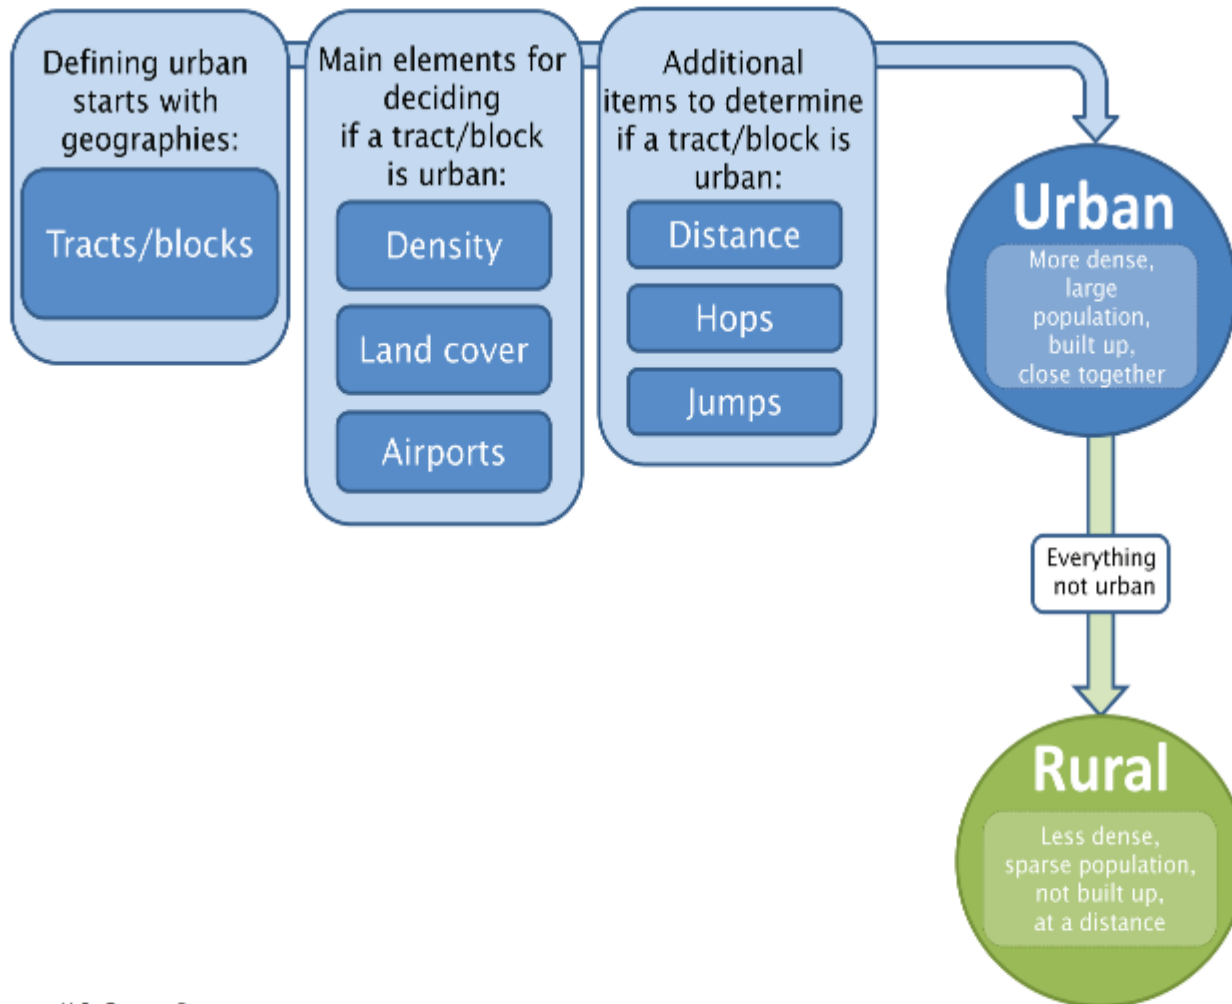 Defining urban
starts with
geographies:
Tracts/blocks
Main elements for
deciding
if a tract/block
is urban:
Density
Land cover
Airports
Additional
items to determine
if a tract/block is
urban:
Distance
Hops
Jumps
Urban
More dense,
large
population,
built up,
close together
Everything
not urban
Rural
Less dense,
sparse population,
not built up,
at a distance